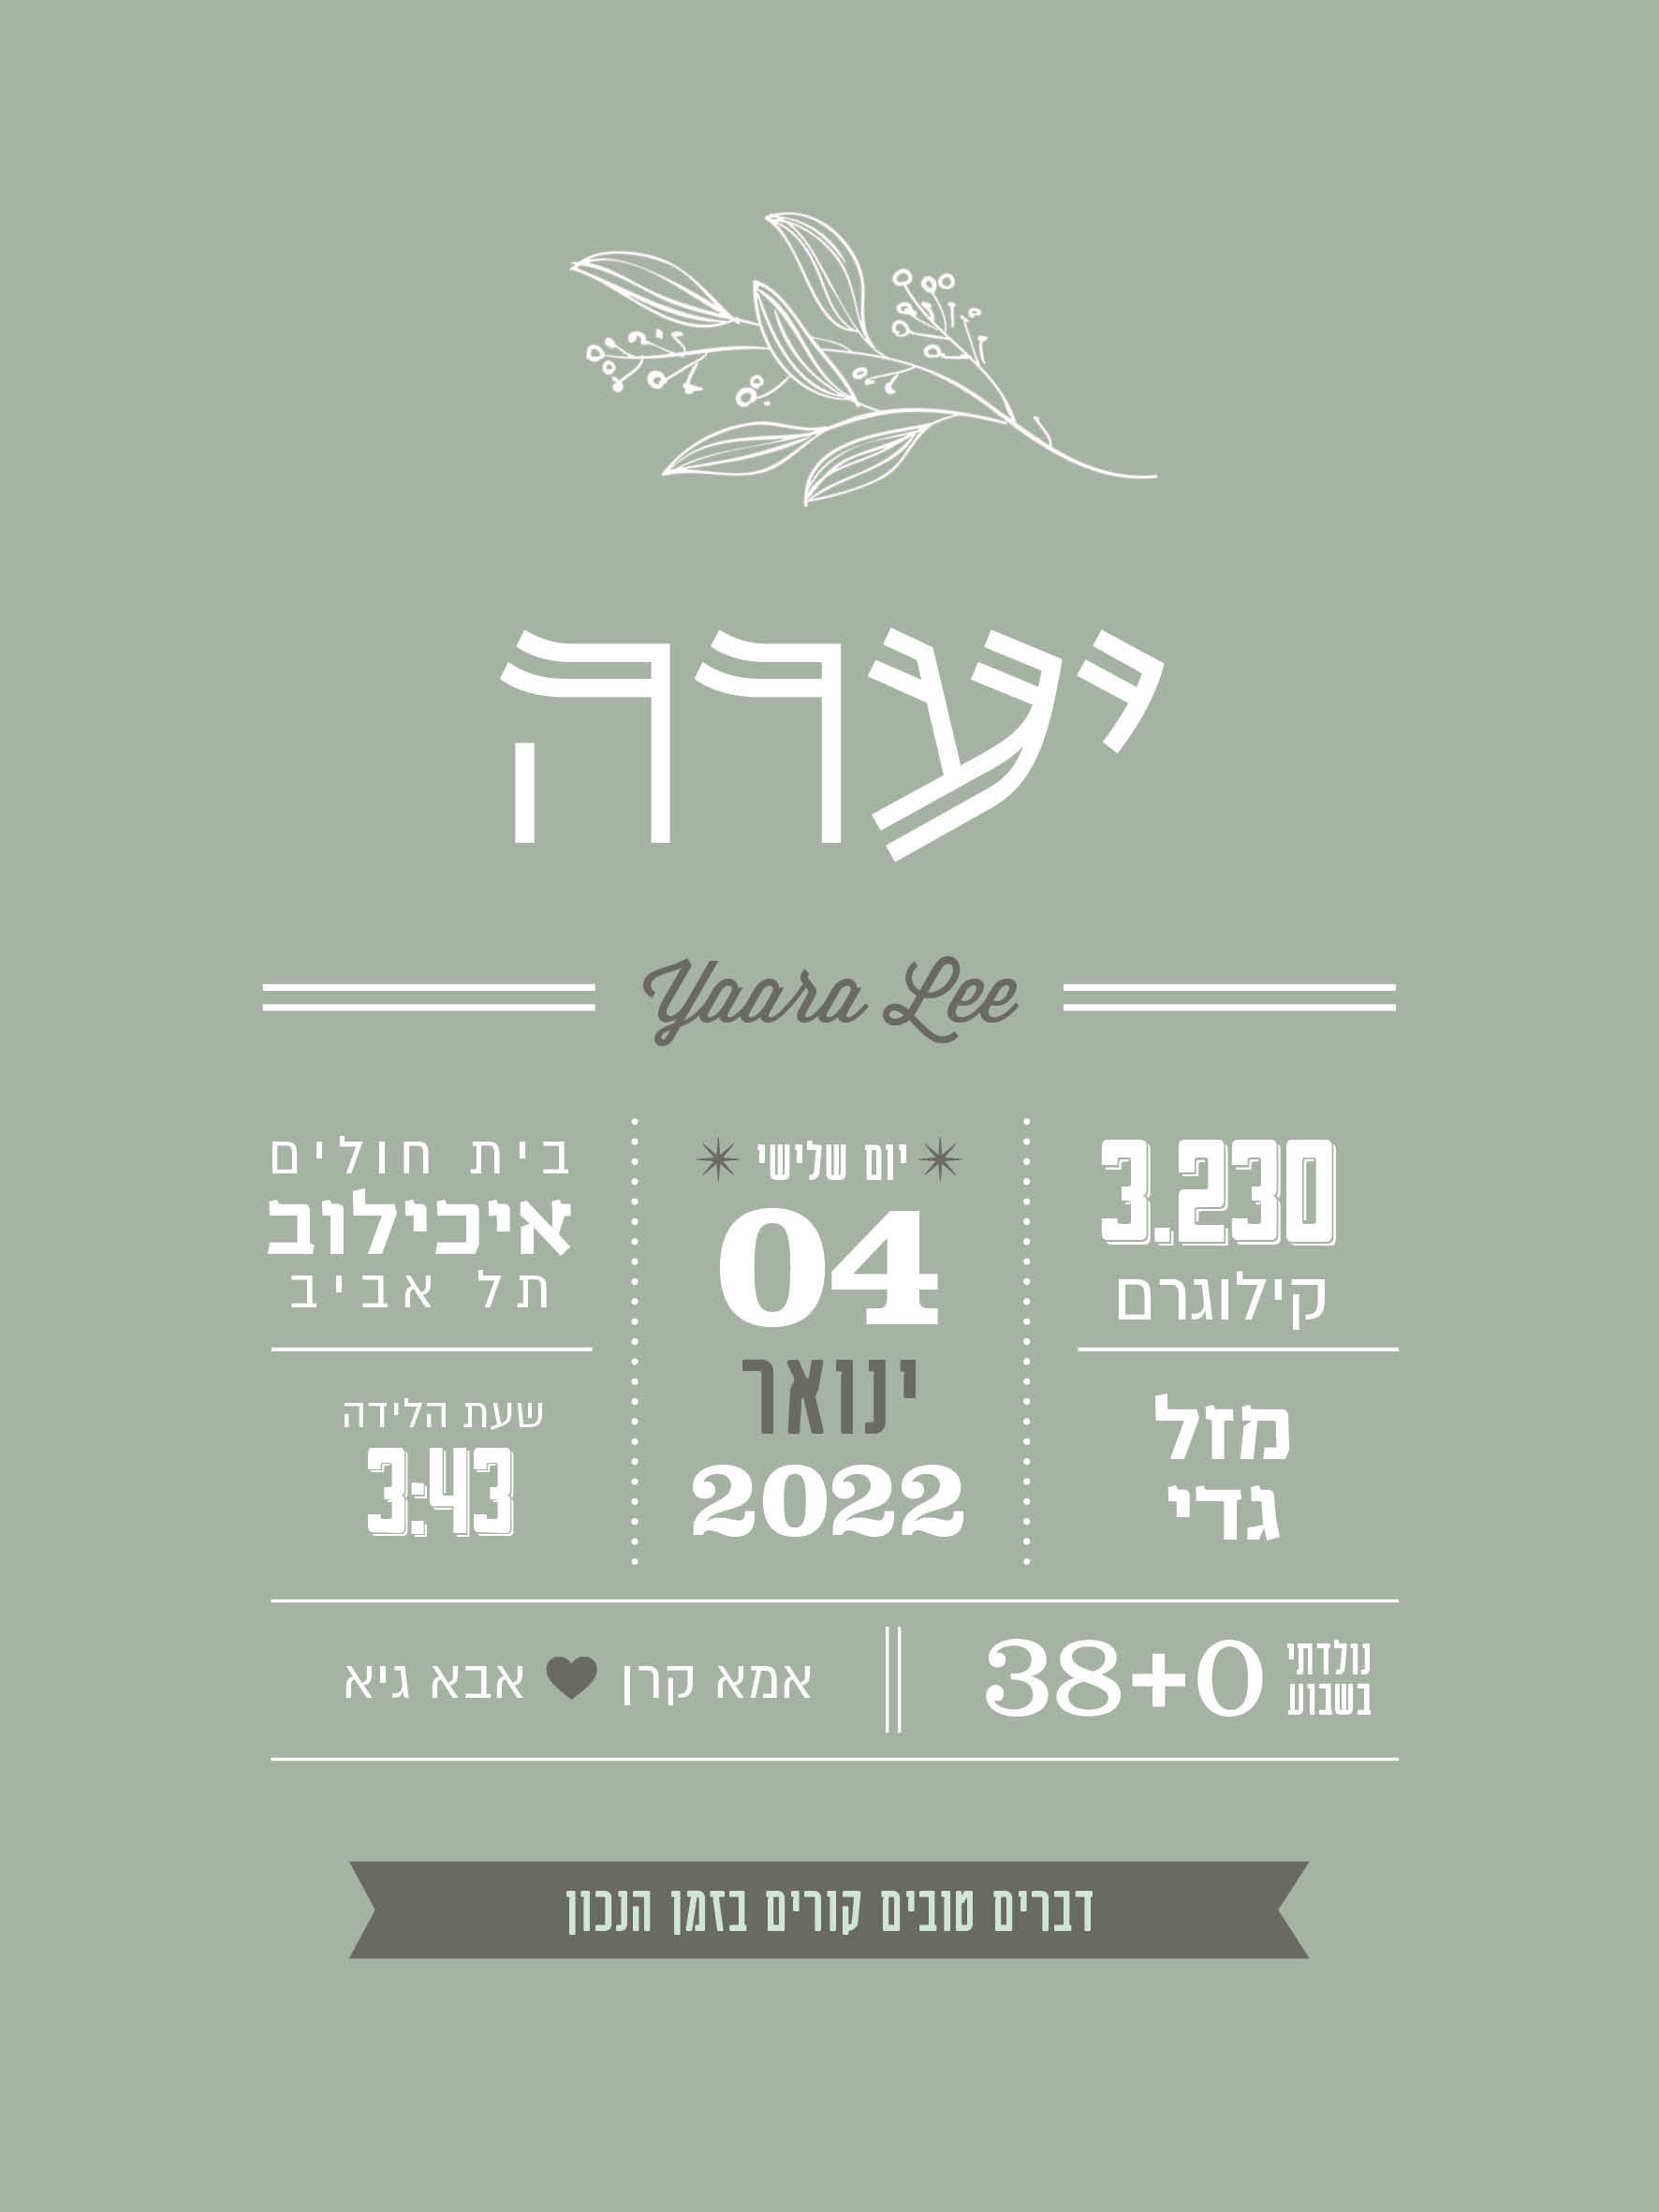 יערה
Yaara Lee
3.230
קילוגרם
מזל
גדי
יום שלישי
04
ינואר
2022
בית חולים
איכילוב
תל אביב
שעת הלידה
3:43
נולדתי
בשבוע
38+0
אמא קרן ♥ אבא גיא
דברים טובים קורים בזמן הנכון